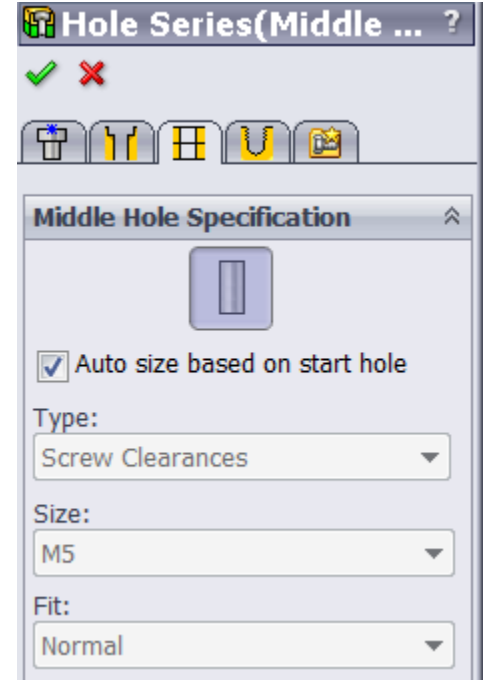 Hole Series(Middle ... ?
Middle Hole Specification
Auto size based on start hole
Type:
Screw Clearances
Size:
M5
Fit:
Normal